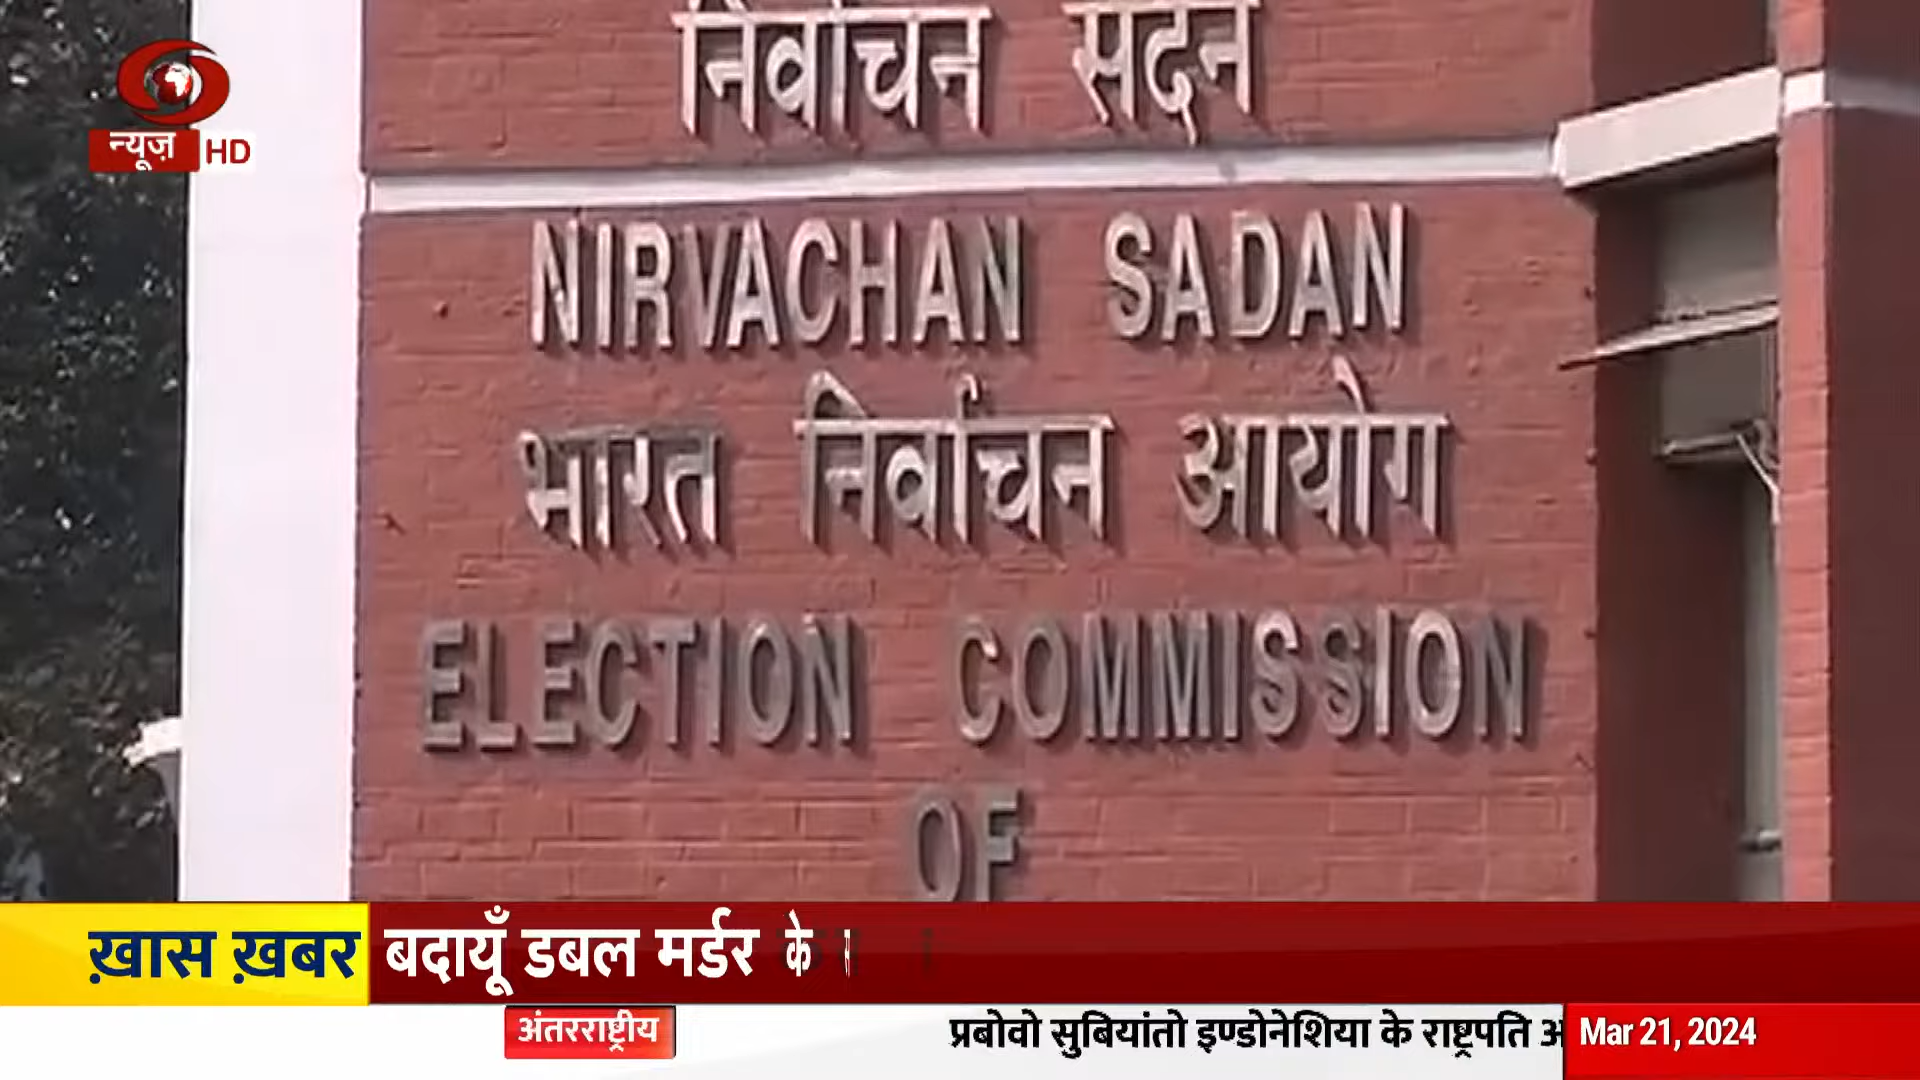 निर्वाचन सदन
न्यूज़ HD
NIRVACHAN SADAN
भारत निर्वाचन आयोग
ELECTION COMMISSION
OF
ख़ास ख़बर बदायूँ डबल मर्डर के
अंतरराष्ट्रीय प्रबोवो सुबियांतो इण्डोनेशिया के राष्ट्रपति Mar 21, 2024